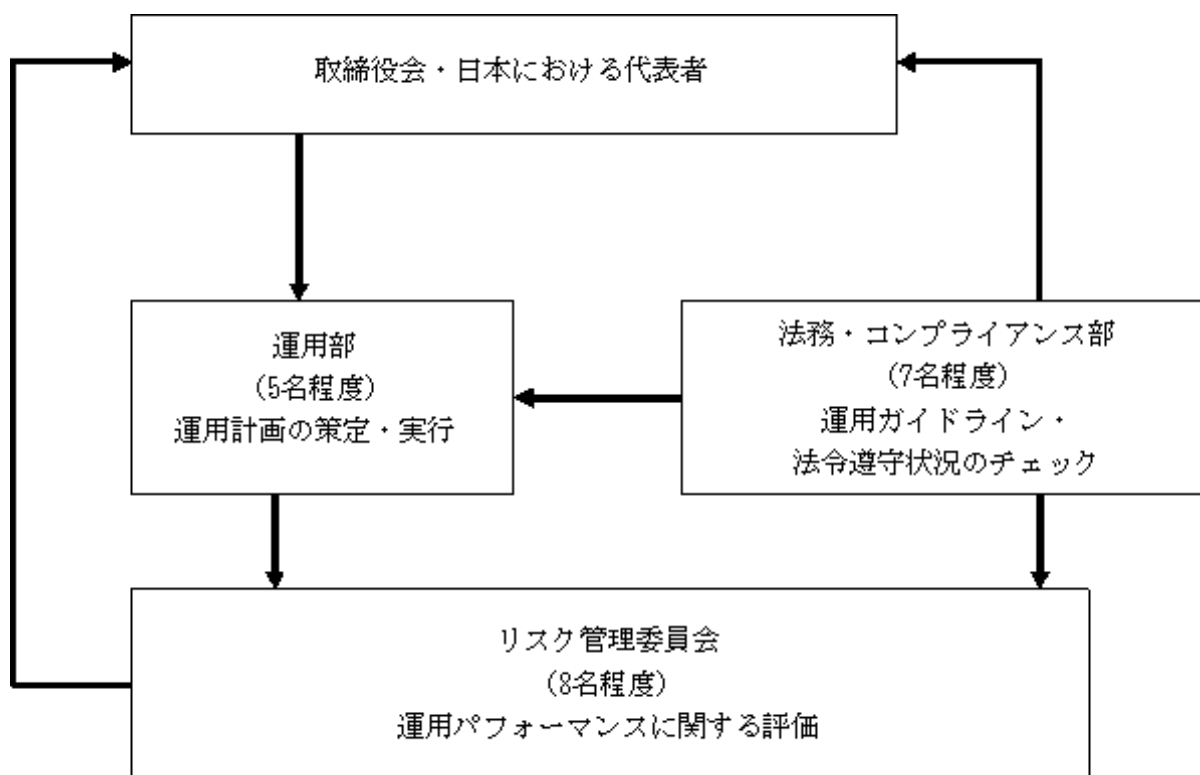 取締役会・日本における代表者
運用部
(5名程度)
運用計画の策定・実行
法務・コンプライアンス部
(7名程度)
運用ガイドライン・
法令遵守状況のチェック
リスク管理委員会
(8名程度)
運用パフォーマンスに関する評価